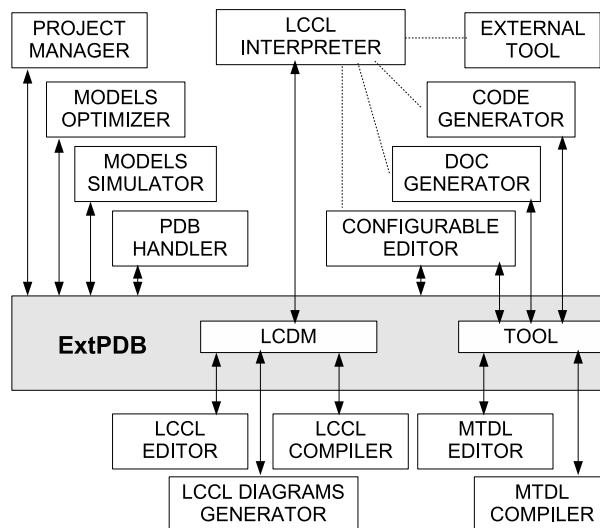 PROJECT
MANAGER
LCCL
INTERPRETER
EXTERNAL
TOOL
MODELS
OPTIMIZER
CODE
GENERATOR
MODELS
SIMULATOR
DOC
GENERATOR
PDB
HANDLER
CONFIGURABLE
EDITOR
ExtPDB
LCDM
TOOL
LCCL
EDITOR
LCCL
COMPILER
MTDL
EDITOR
LCCL DIAGRAMS
GENERATOR
MTDL
COMPILER